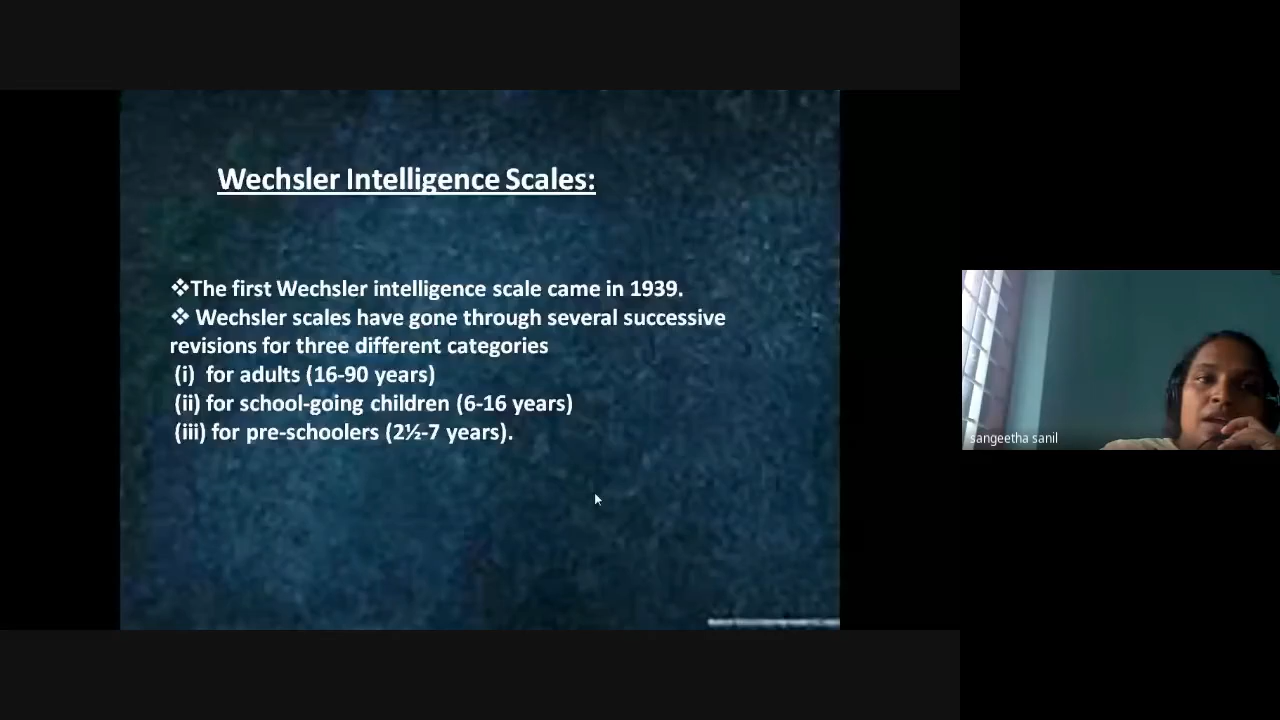 Wechsler Intelligence Scales:
❖The first Wechsler intelligence scale came in 1939.
❖ Wechsler scales have gone through several successive
revisions for three different categories
(i) for adults (16-90 years)
(ii) for school-going children (6-16 years)
(iii) for pre-schoolers (2½-7 years).
sangeetha sanil